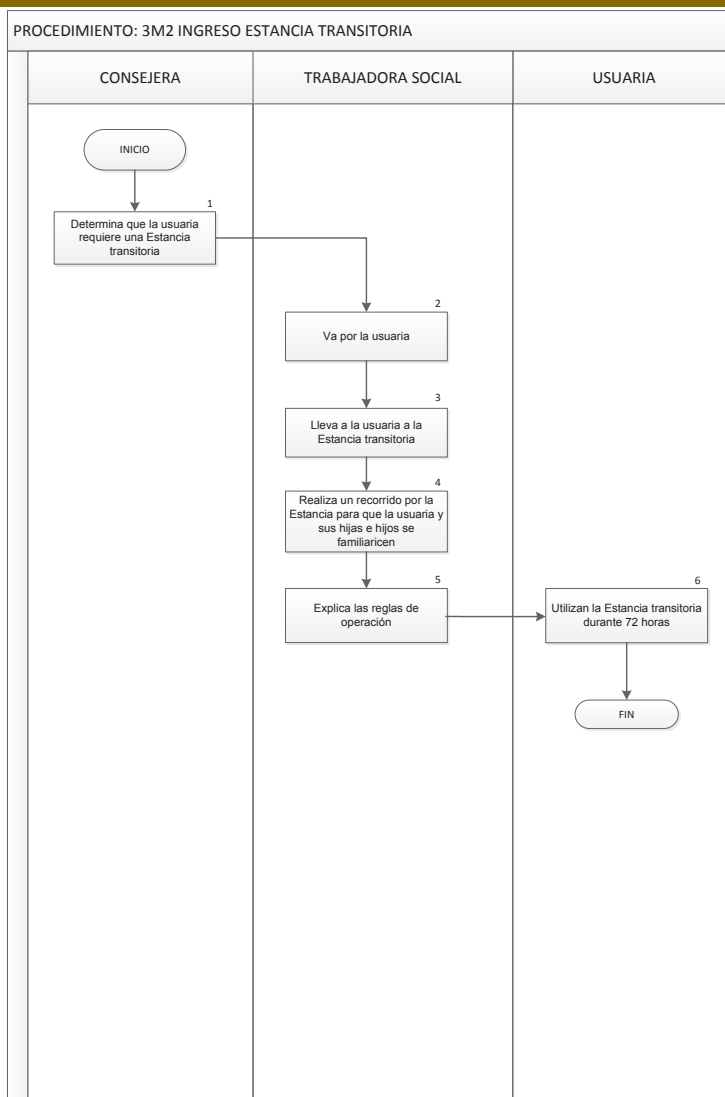 PROCEDIMIENTO: 3M2 INGRESO ESTANCIA TRANSITORIA
CONSEJERA
TRABAJADORA SOCIAL
USUARIA
INICIO
1
Determina que la usuaria
requiere una Estancia
transitoria
2
Va por la usuaria
3
Lleva a la usuaria a la
Estancia transitoria
4
Realiza un recorrido por la
Estancia para que la usuaria y
sus hijas e hijos se
familiaricen
5
Explica las reglas de
operación
6
Utilizan la Estancia transitoria
durante 72 horas
FIN